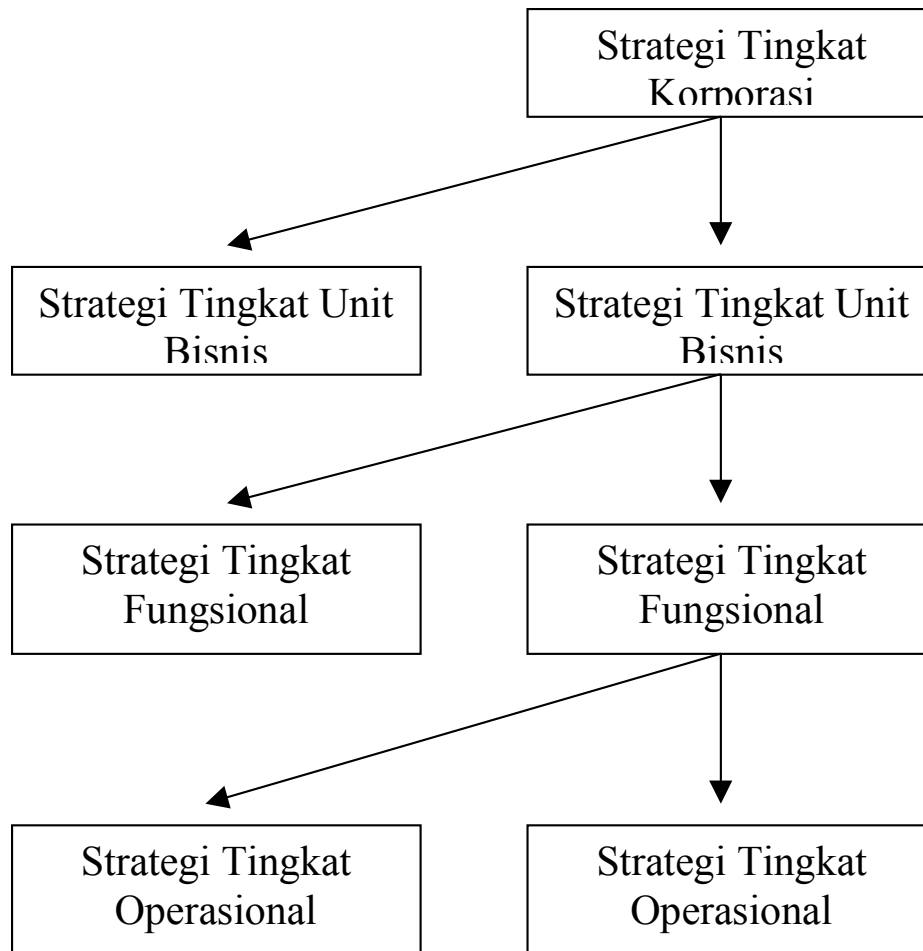 Strategi Tingkat
Korporasi
Strategi Tingkat Unit
Bisnis
Strategi Tingkat Unit
Bisnis
Strategi Tingkat
Fungsional
Strategi Tingkat
Fungsional
Strategi Tingkat
Operasional
Strategi Tingkat
Operasional